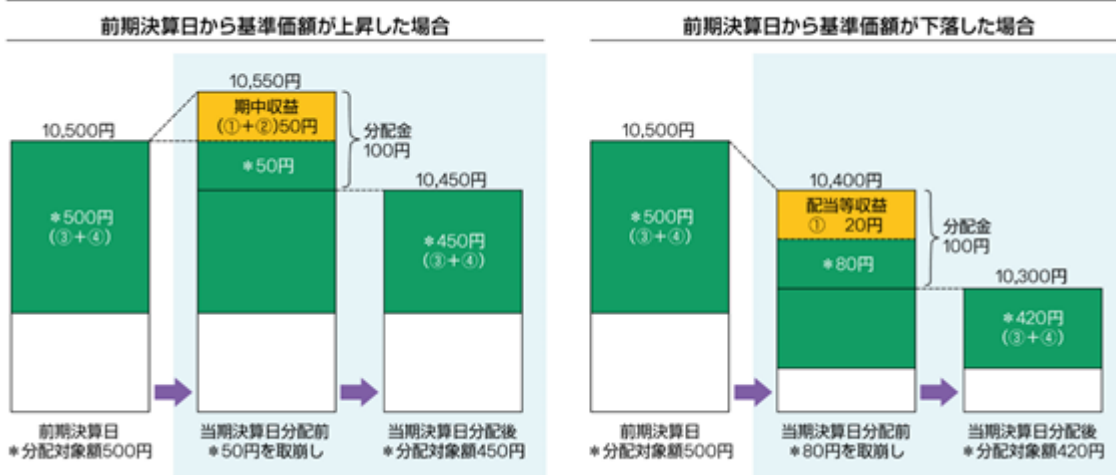 前期決算日から基準価額が上昇した場合
10,500円
*500円
(③+④)
前期決算日
*分配対象額500円
10,550円
期中収益
(①+②)50円
*50円
分配金
100円
当期決算日分配前
*50円を取崩し
10,450円
*450円
(③+④)
当期決算日分配後
*分配対象額450円
前期決算日から基準価額が下落した場合
10,500円
*500円
(③+④)
前期決算日
*分配対象額500円
10,400円
配当等収益
① 20円
*80円
分配金
100円
当期決算日分配前
*80円を取崩し
10,300円
*420円
(③+④)
当期決算日分配後
*分配対象額420円